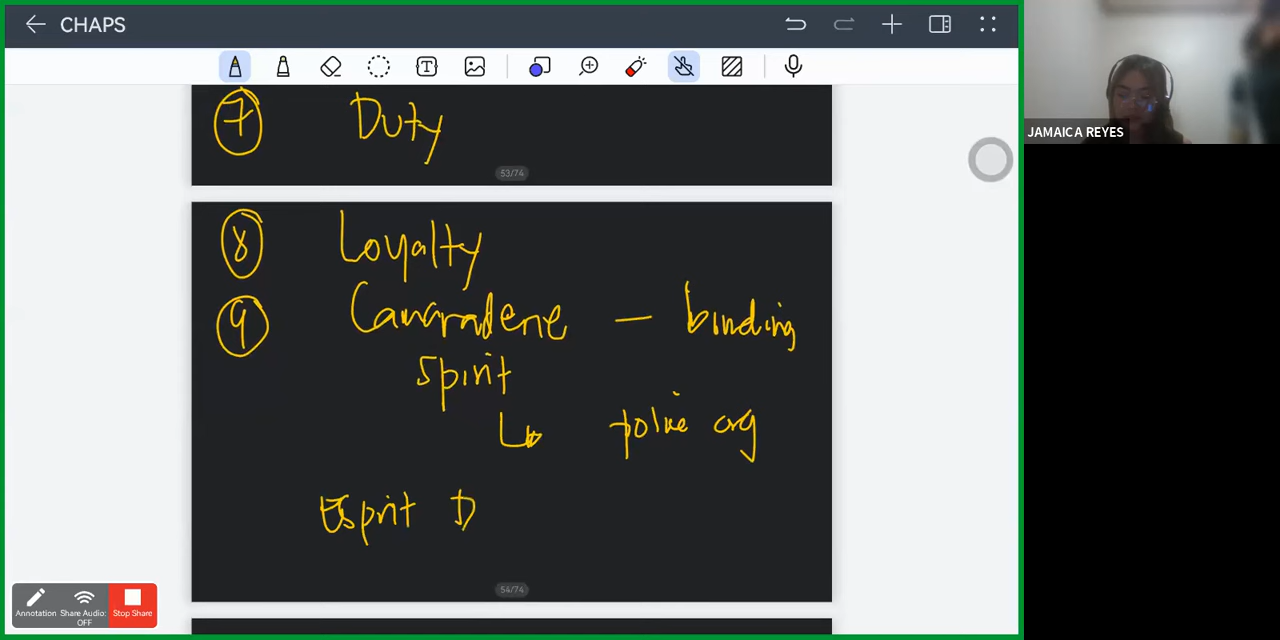 CHAPS
7 Duty
53/74
8 Loyalty
9 Camaraderie — binding
spirit
↳ police org
Esprit D
54/74
Annotation Share Audio: OFF Stop Share
JAMAICA REYES